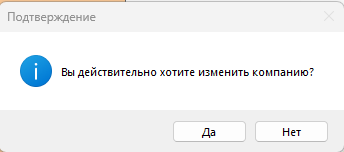 Подтверждение
Вы действительно хотите изменить компанию?
Да
Нет